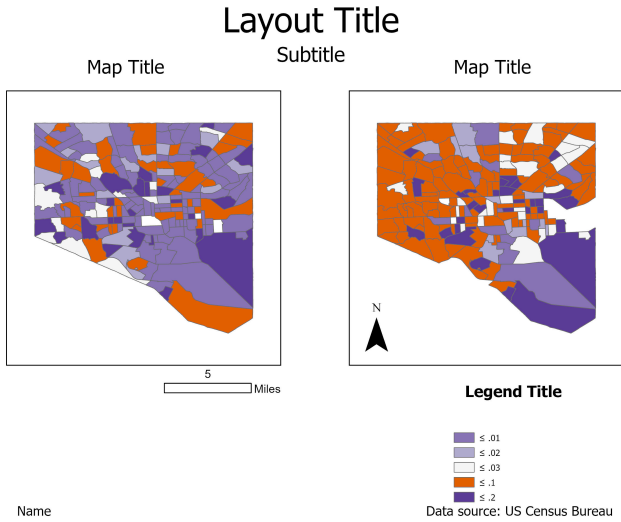 Layout Title
Subtitle
Map Title
Map Title
N
5
Miles
Legend Title
≤ .01
≤ .02
≤ .03
≤ .1
≤ .2
Name
Data source: US Census Bureau